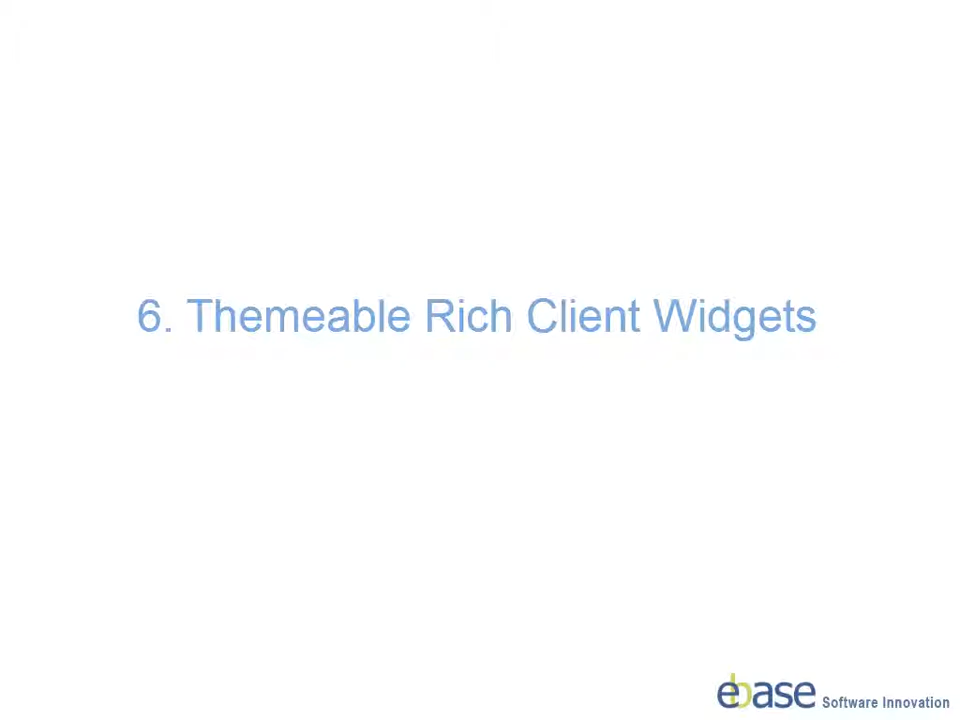 6. Themeable Rich Client Widgets
ebase Software Innovation